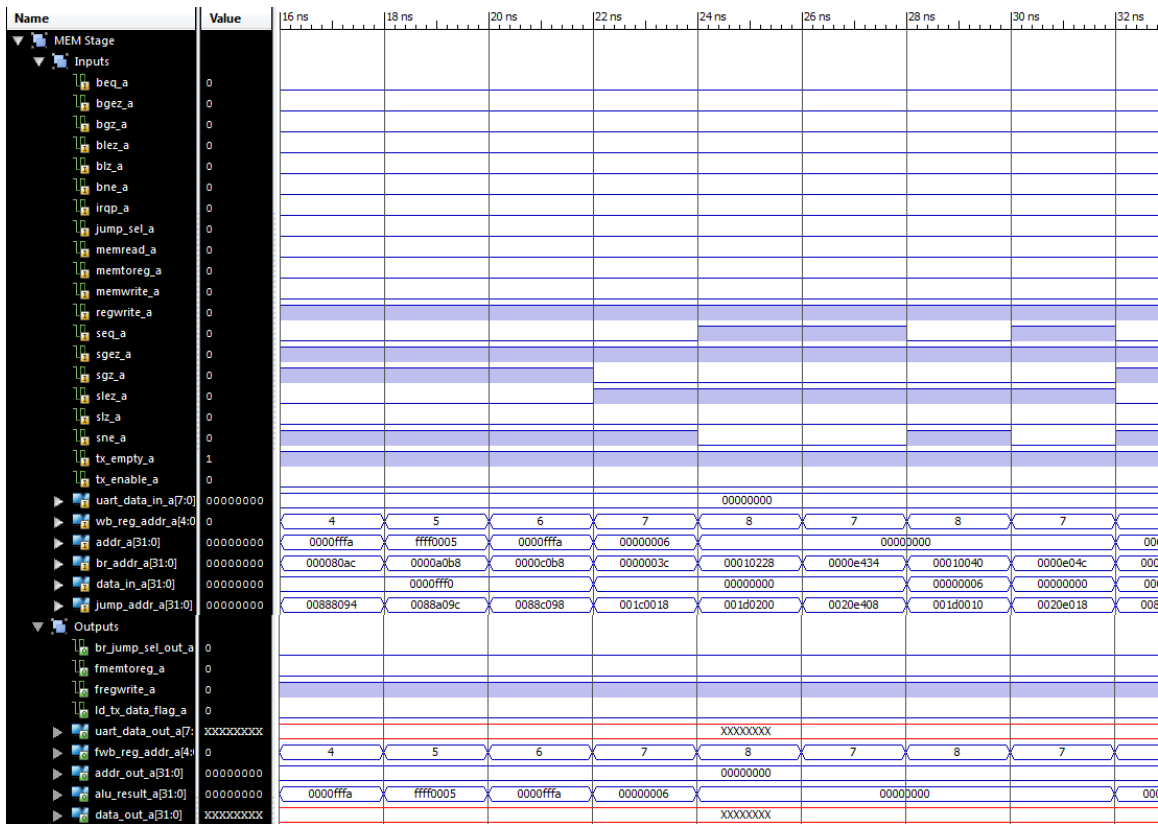 Name Value 16 ns 18 ns 20 ns 22 ns 24 ns 26 ns 28 ns 30 ns 32 ns
MEM Stage
Inputs
beq_a 0
bgez_a 0
bgz_a 0
blez_a 0
blz_a 0
bne_a 0
irqp_a 0
jump_sel_a 0
memread_a 0
memtoreg_a 0
memwrite_a 0
regwrite_a 0
seq_a 0
sgez_a 0
sgz_a 0
slez_a 0
slz_a 0
sne_a 0
tx_empty_a 1
tx_enable_a 0
uart_data_in_a[7:0] 00000000 00000000
wb_reg_addr_a[4:0 0 4 5 6 7 8 7 8 7
addr_a[31:0] 00000000 0000fffa ffff0005 0000fffa 00000006 00000000 00
br_addr_a[31:0] 00000000 000080ac 0000a0b8 0000c0b8 0000003c 00010228 0000e434 00010040 0000e04c 000
data_in_a[31:0] 00000000 0000fff0 00000000 00000006 00000000 00
jump_addr_a[31:0] 00000000 00888094 0088a09c 0088c098 001c0018 001d0200 0020e408 001d0010 0020e018 008
Outputs
br_jump_sel_out_a 0
fmemtoreg_a 0
fregwrite_a 0
ld_tx_data_flag_a 0
uart_data_out_a[7: XXXXXXXX XXXXXXXX
fwb_reg_addr_a[4: 0 4 5 6 7 8 7 8 7
addr_out_a[31:0] 00000000 00000000
alu_result_a[31:0] 00000000 0000fffa ffff0005 0000fffa 00000006 00000000 00
data_out_a[31:0] XXXXXXXX XXXXXXXX